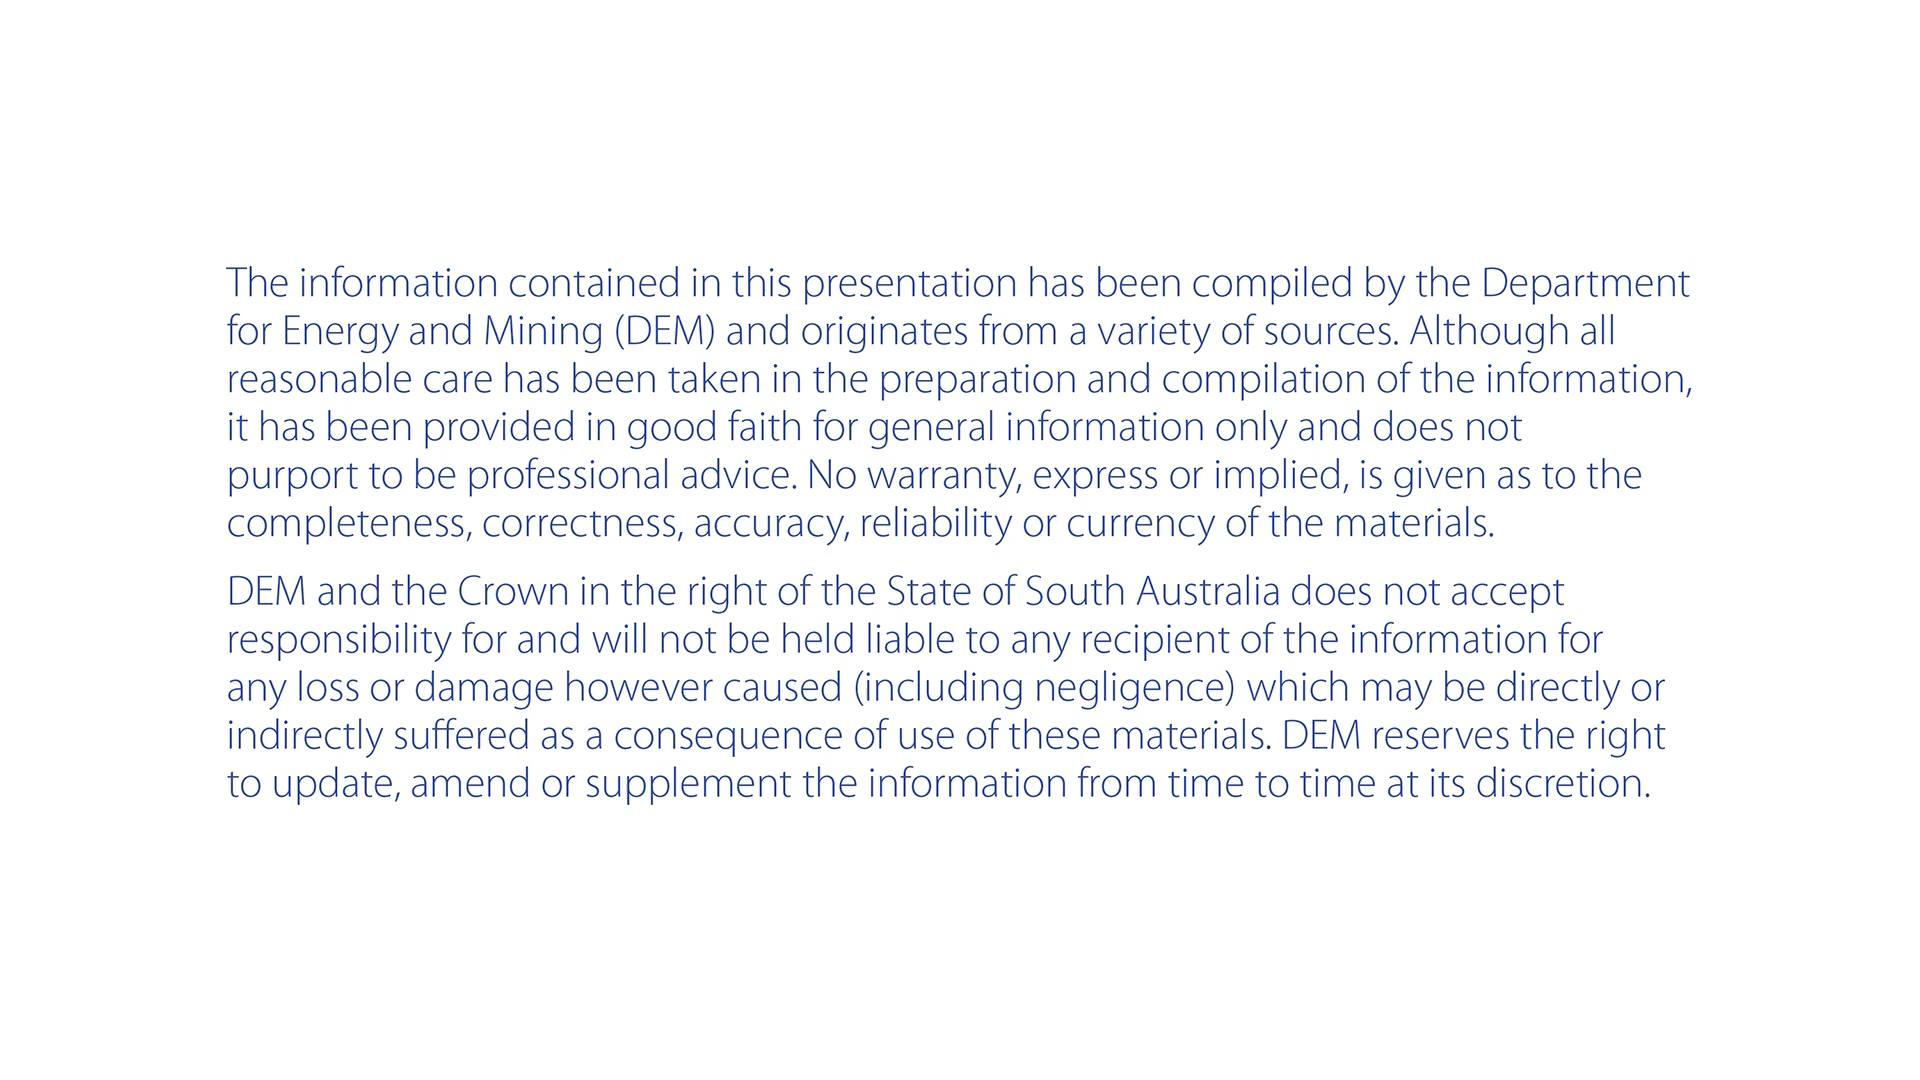 The information contained in this presentation has been compiled by the Department
for Energy and Mining (DEM) and originates from a variety of sources. Although all
reasonable care has been taken in the preparation and compilation of the information,
it has been provided in good faith for general information only and does not
purport to be professional advice. No warranty, express or implied, is given as to the
completeness, correctness, accuracy, reliability or currency of the materials.
DEM and the Crown in the right of the State of South Australia does not accept
responsibility for and will not be held liable to any recipient of the information for
any loss or damage however caused (including negligence) which may be directly or
indirectly suffered as a consequence of use of these materials. DEM reserves the right
to update, amend or supplement the information from time to time at its discretion.